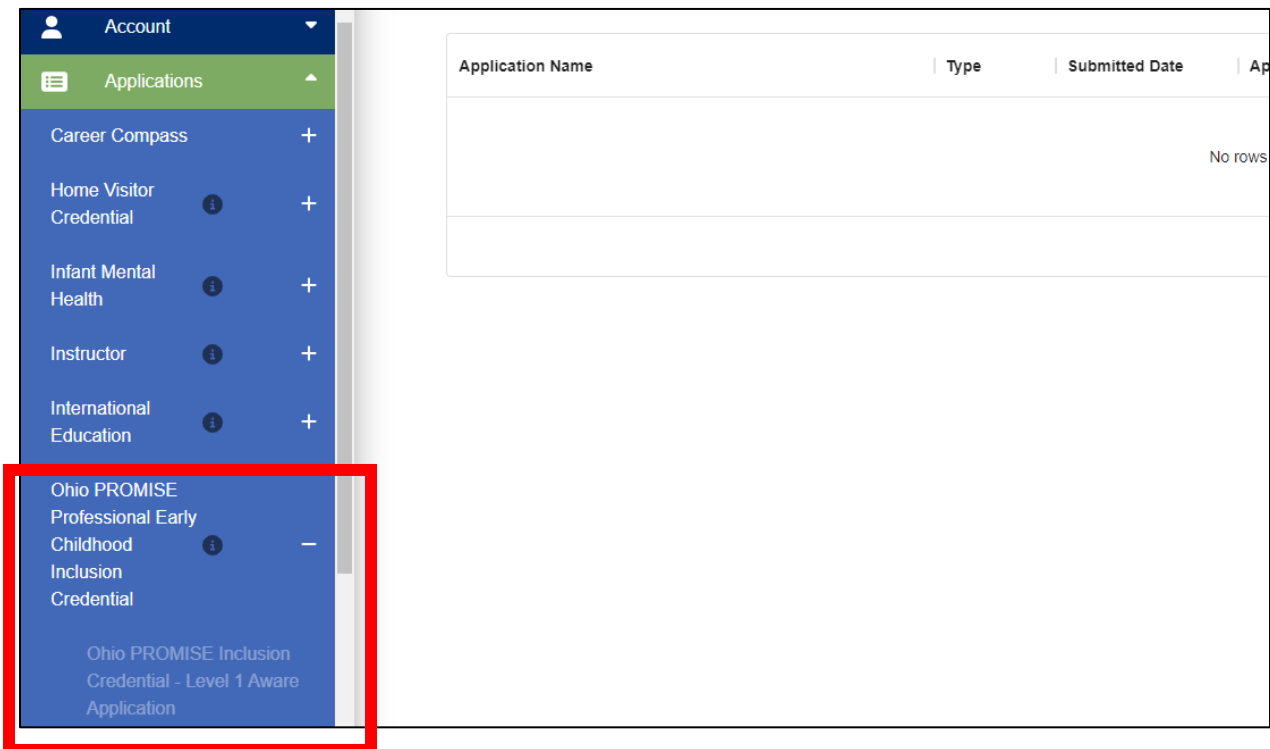 Account
Applications
Career Compass
Home Visitor
Credential
Infant Mental
Health
Instructor
International
Education
Ohio PROMISE
Professional Early
Childhood
Inclusion
Credential
Ohio PROMISE Inclusion
Credential - Level 1 Aware
Application
Application Name Type Submitted Date Ap
No rows